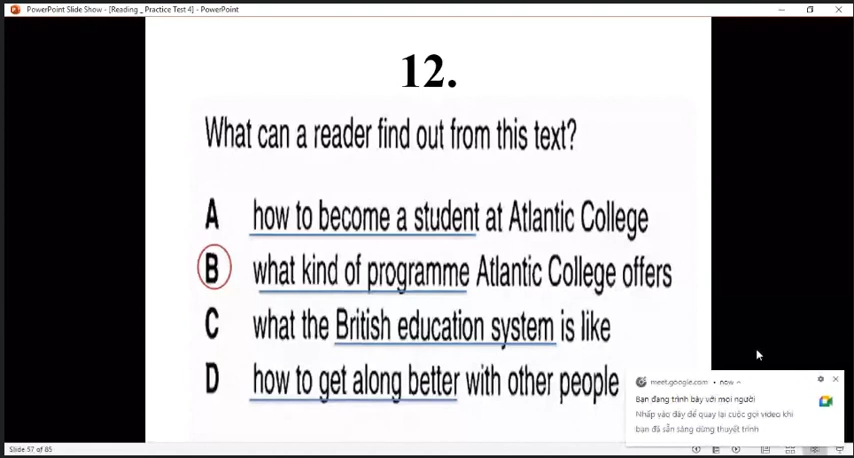 PowerPoint Slide Show - [Reading _ Practice Test 4] - PowerPoint
12.
What can a reader find out from this text?
A how to become a student at Atlantic College
B what kind of programme Atlantic College offers
C what the British education system is like
D how to get along better with other people
meet.google.com • now
Bạn đang trình bày với mọi người
Nhấp vào đây để quay lại cuộc gọi video khi
bạn đã sẵn sàng dừng thuyết trình
Slide 57 of 85